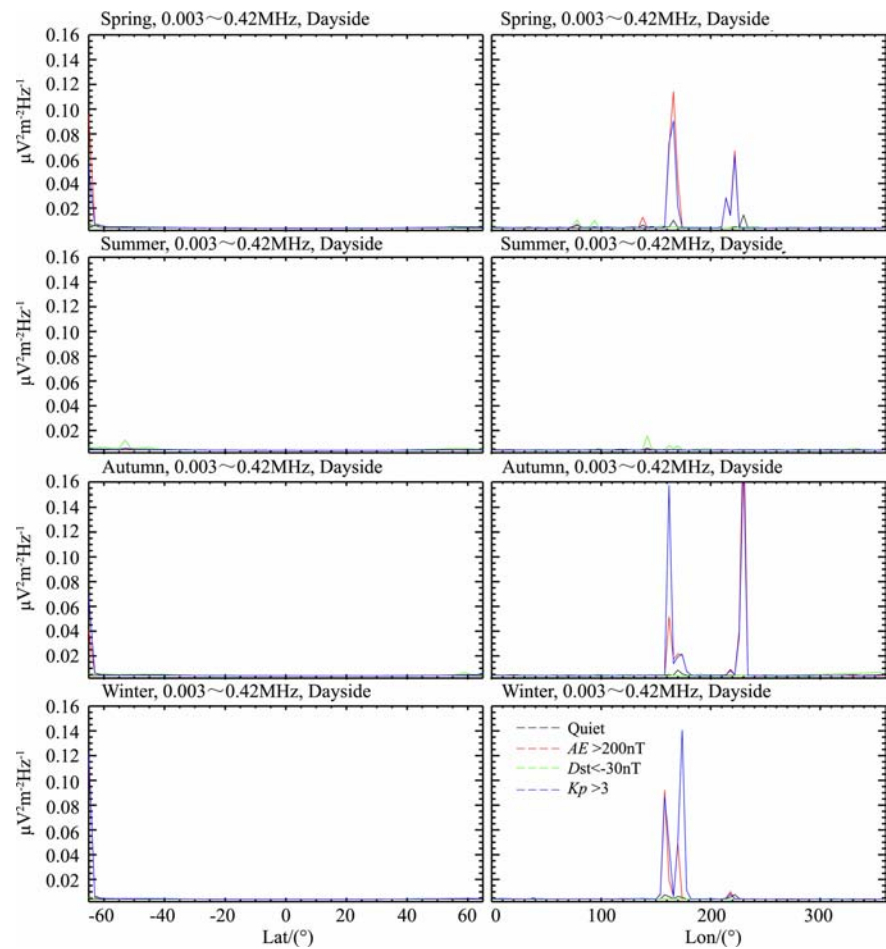 Spring, 0.003～0.42MHz, Dayside
Spring, 0.003～0.42MHz, Dayside
0.16
0.14
0.12
0.10
0.08
0.06
0.04
0.02
μV²m⁻²Hz⁻¹
Summer, 0.003～0.42MHz, Dayside
Summer, 0.003～0.42MHz, Dayside
0.16
0.14
0.12
0.10
0.08
0.06
0.04
0.02
μV²m⁻²Hz⁻¹
Autumn, 0.003～0.42MHz, Dayside
Autumn, 0.003～0.42MHz, Dayside
0.16
0.14
0.12
0.10
0.08
0.06
0.04
0.02
μV²m⁻²Hz⁻¹
Winter, 0.003～0.42MHz, Dayside
Winter, 0.003～0.42MHz, Dayside
0.16
0.14
0.12
0.10
0.08
0.06
0.04
0.02
μV²m⁻²Hz⁻¹
Quiet
AE >200nT
Dst<-30nT
Kp >3
-60 -40 -20 0 20 40 60
0 100 200 300
Lat/(°)
Lon/(°)